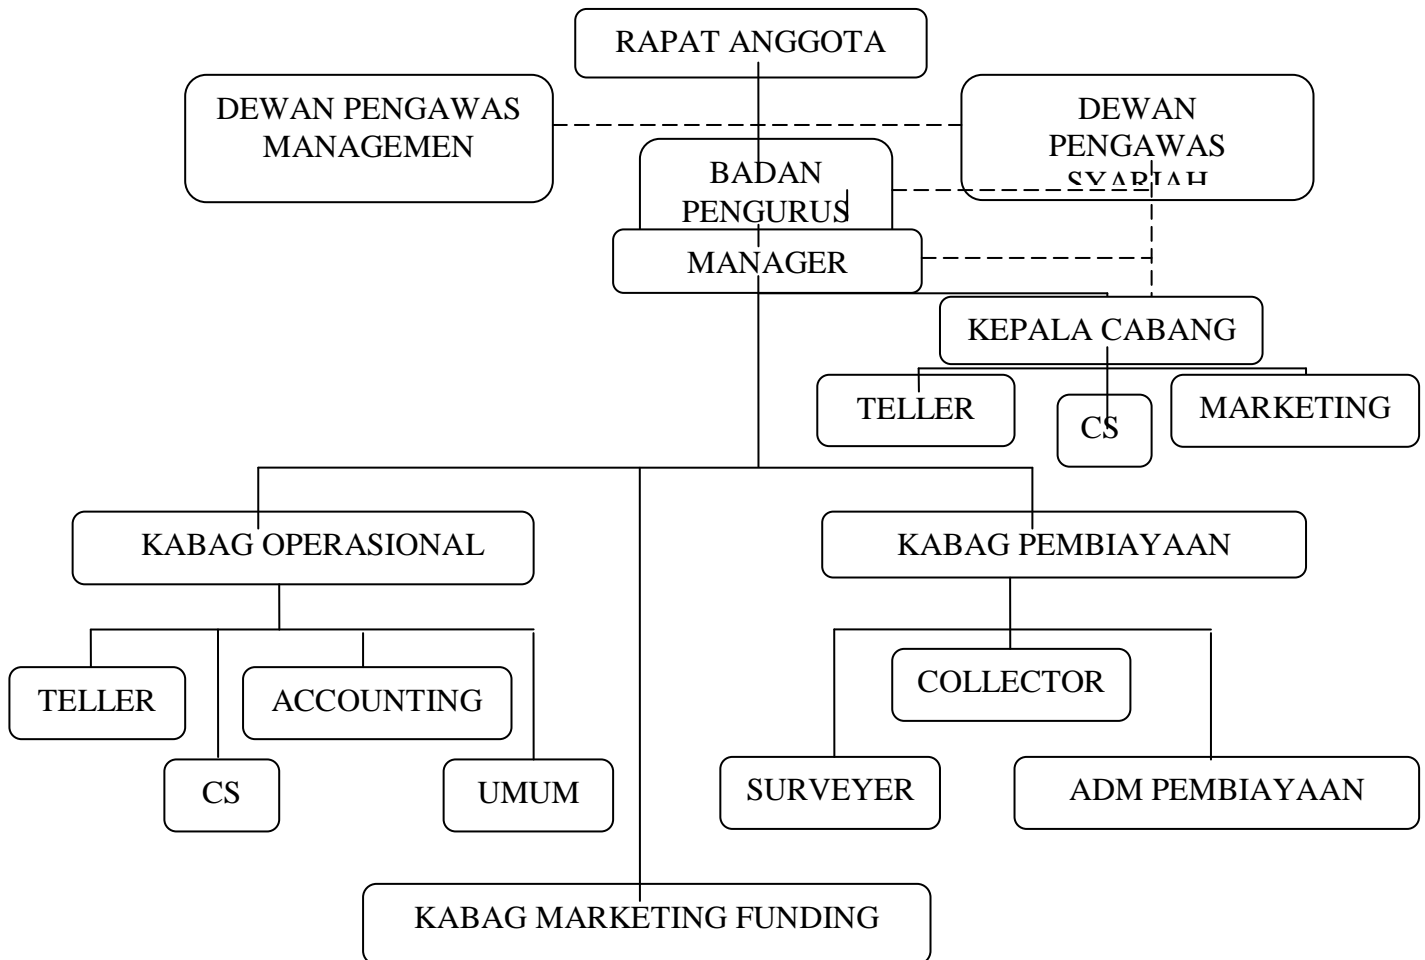 RAPAT ANGGOTA
DEWAN PENGAWAS
MANAGEMEN
DEWAN
PENGAWAS
SYARIAH
BADAN
PENGURUS
MANAGER
KEPALA CABANG
TELLER
CS
MARKETING
KABAG OPERASIONAL
KABAG PEMBIAYAAN
TELLER
ACCOUNTING
COLLECTOR
CS
UMUM
SURVEYER
ADM PEMBIAYAAN
KABAG MARKETING FUNDING